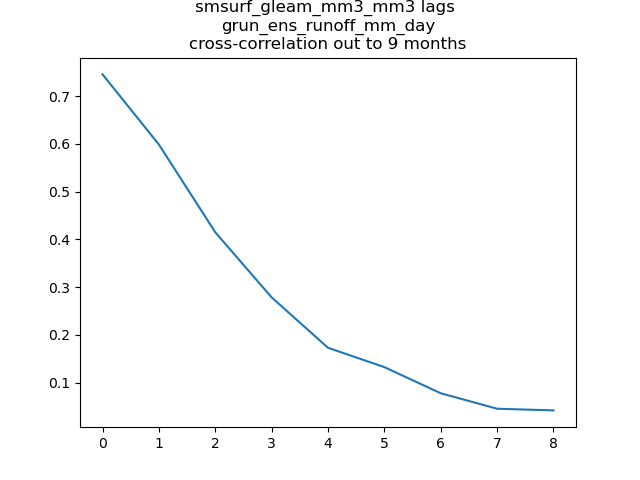 smsurf_gleam_mm3_mm3 lags
grun_ens_runoff_mm_day
cross-correlation out to 9 months
0.7
0.6
0.5
0.4
0.3
0.2
0.1
0 1 2 3 4 5 6 7 8